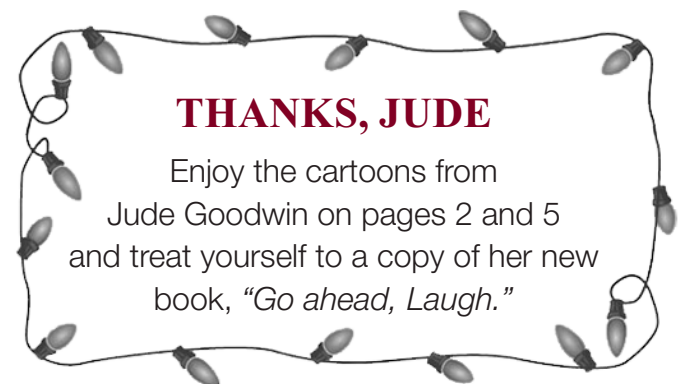 THANKS, JUDE
Enjoy the cartoons from
Jude Goodwin on pages 2 and 5
and treat yourself to a copy of her new
book, “Go ahead, Laugh.”